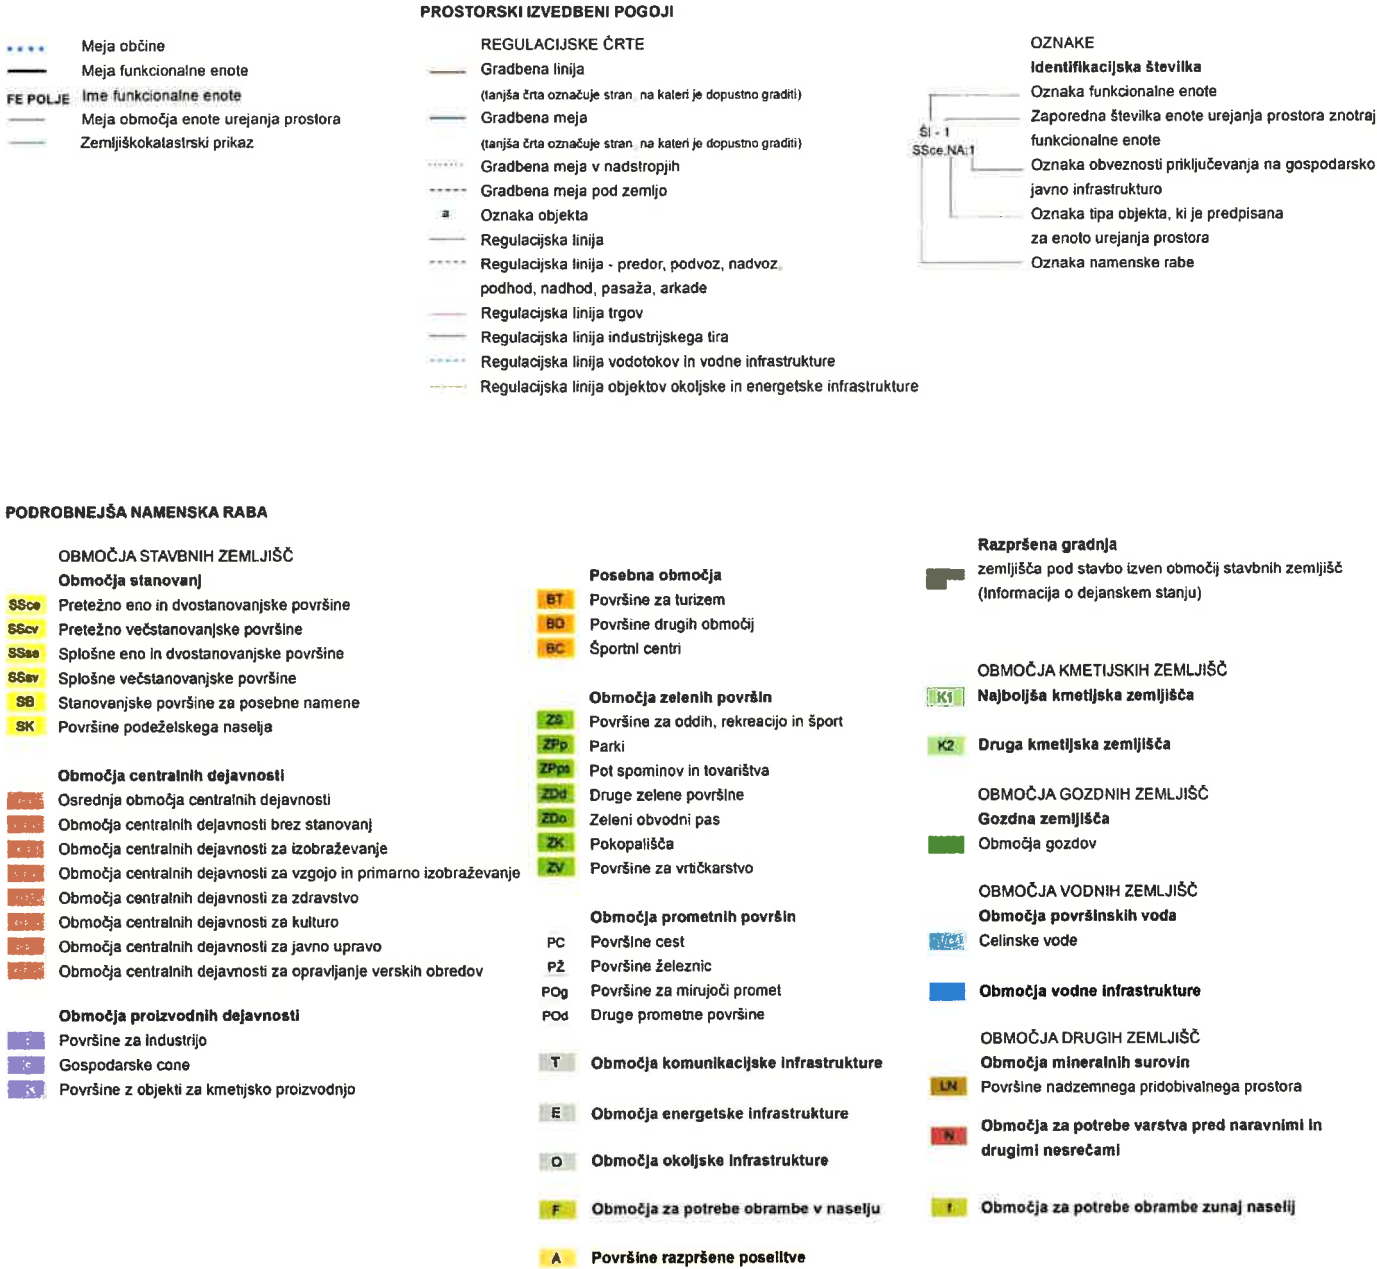 PROSTORSKI IZVEDBENI POGOJI
Meja občine
Meja funkcionalne enote
FE POLJE Ime funkcionalne enote
Meja območja enote urejanja prostora
Zemljiškokatastrski prikaz
REGULACIJSKE ČRTE
Gradbena linija
(tanjša črta označuje stran, na kateri je dopustno graditi)
Gradbena meja
(tanjša črta označuje stran, na kateri je dopustno graditi)
Gradbena meja v nadstropjih
Gradbena meja pod zemljo
a Oznaka objekta
Regulacijska linija
Regulacijska linija - predor, podvoz, nadvoz,
podhod, nadhod, pasaža, arkade
Regulacijska linija trgov
Regulacijska linija industrijskega tira
Regulacijska linija vodotokov in vodne infrastrukture
Regulacijska linija objektov okoljske in energetske infrastrukture
OZNAKE
Identifikacijska številka
Oznaka funkcionalne enote
Zaporedna številka enote urejanja prostora znotraj
funkcionalne enote
ŠI - 1
SSce;NA;1
Oznaka obveznosti priključevanja na gospodarsko
javno infrastrukturo
Oznaka tipa objekta, ki je predpisana
za enoto urejanja prostora
Oznaka namenske rabe
PODROBNEJŠA NAMENSKA RABA
OBMOČJA STAVBNIH ZEMLJIŠČ
Območja stanovanj
SSce Pretežno eno in dvostanovanjske površine
SScv Pretežno večstanovanjske površine
SSse Splošne eno in dvostanovanjske površine
SSsv Splošne večstanovanjske površine
SB Stanovanjske površine za posebne namene
SK Površine podeželskega naselja
Območja centralnih dejavnosti
Osrednja območja centralnih dejavnosti
Območja centralnih dejavnosti brez stanovanj
Območja centralnih dejavnosti za izobraževanje
Območja centralnih dejavnosti za vzgojo in primarno izobraževanje
Območja centralnih dejavnosti za zdravstvo
Območja centralnih dejavnosti za kulturo
Območja centralnih dejavnosti za javno upravo
Območja centralnih dejavnosti za opravljanje verskih obredov
Območja proizvodnih dejavnosti
Površine za industrijo
Gospodarske cone
Površine z objekti za kmetijsko proizvodnjo
Posebna območja
BT Površine za turizem
BD Površine drugih območij
BC Športni centri
Območja zelenih površin
ZS Površine za oddih, rekreacijo in šport
ZPp Parki
ZPps Pot spominov in tovarištva
ZDd Druge zelene površine
ZDo Zeleni obvodni pas
ZK Pokopališča
ZV Površine za vrtičkarstvo
Območja prometnih površin
PC Površine cest
PŽ Površine železnic
POg Površine za mirujoči promet
POd Druge prometne površine
T Območja komunikacijske infrastrukture
E Območja energetske infrastrukture
O Območja okoljske infrastrukture
F Območja za potrebe obrambe v naselju
A Površine razpršene poselitve
Razpršena gradnja
zemljišča pod stavbo izven območij stavbnih zemljišč
(informacija o dejanskem stanju)
OBMOČJA KMETIJSKIH ZEMLJIŠČ
K1 Najboljša kmetijska zemljišča
K2 Druga kmetijska zemljišča
OBMOČJA GOZDNIH ZEMLJIŠČ
Gozdna zemljišča
Območja gozdov
OBMOČJA VODNIH ZEMLJIŠČ
Območja površinskih voda
Celinske vode
Območja vodne infrastrukture
OBMOČJA DRUGIH ZEMLJIŠČ
Območja mineralnih surovin
LN Površine nadzemnega pridobivalnega prostora
N Območja za potrebe varstva pred naravnimi in
drugimi nesrečami
f Območja za potrebe obrambe zunaj naselij